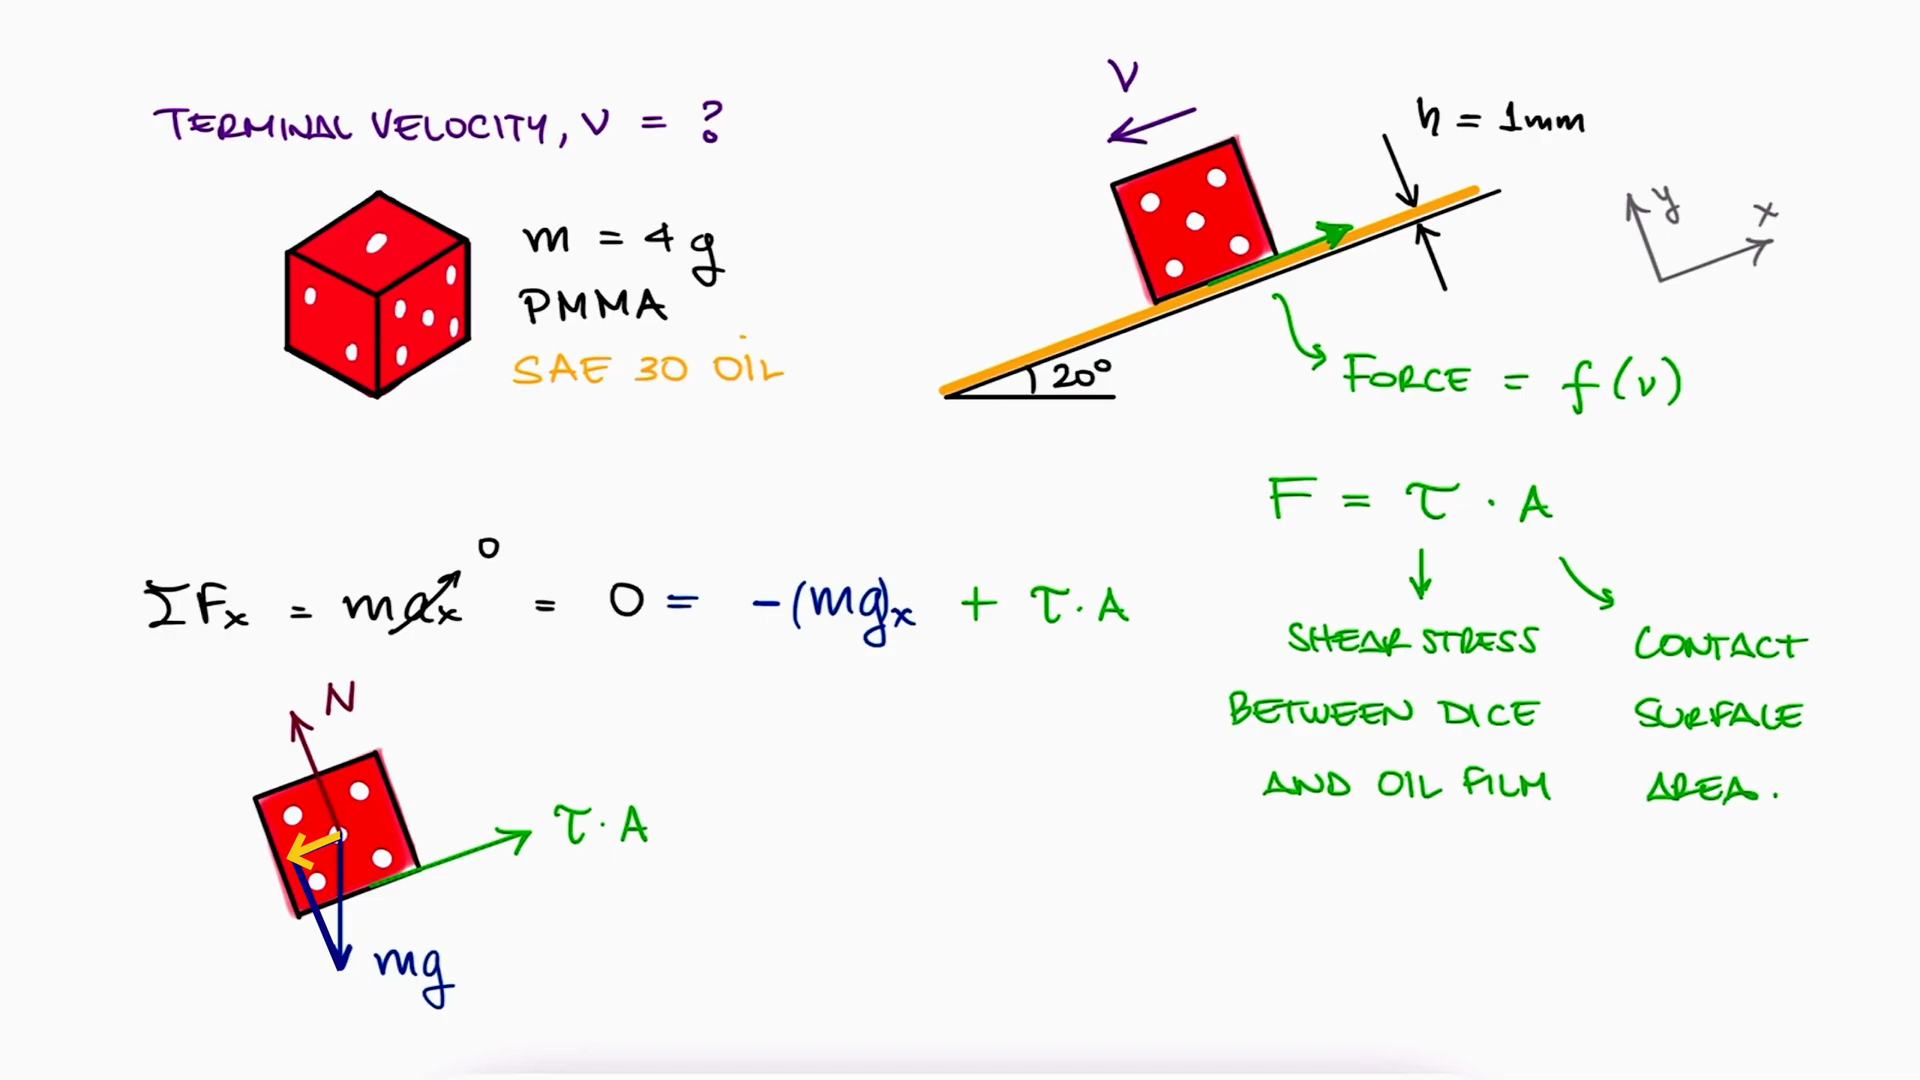 TERMINAL VELOCITY, V = ?
m = 4 g
PMMA
SAE 30 OIL
V
h = 1mm
y
x
20°
FORCE = f(v)
F = τ · A
SHEAR STRESS
BETWEEN DICE
AND OIL FILM
CONTACT
SURFACE
AREA.
ΣFx = max 0 = 0 = -(mg)x + τ · A
N
τ · A
mg